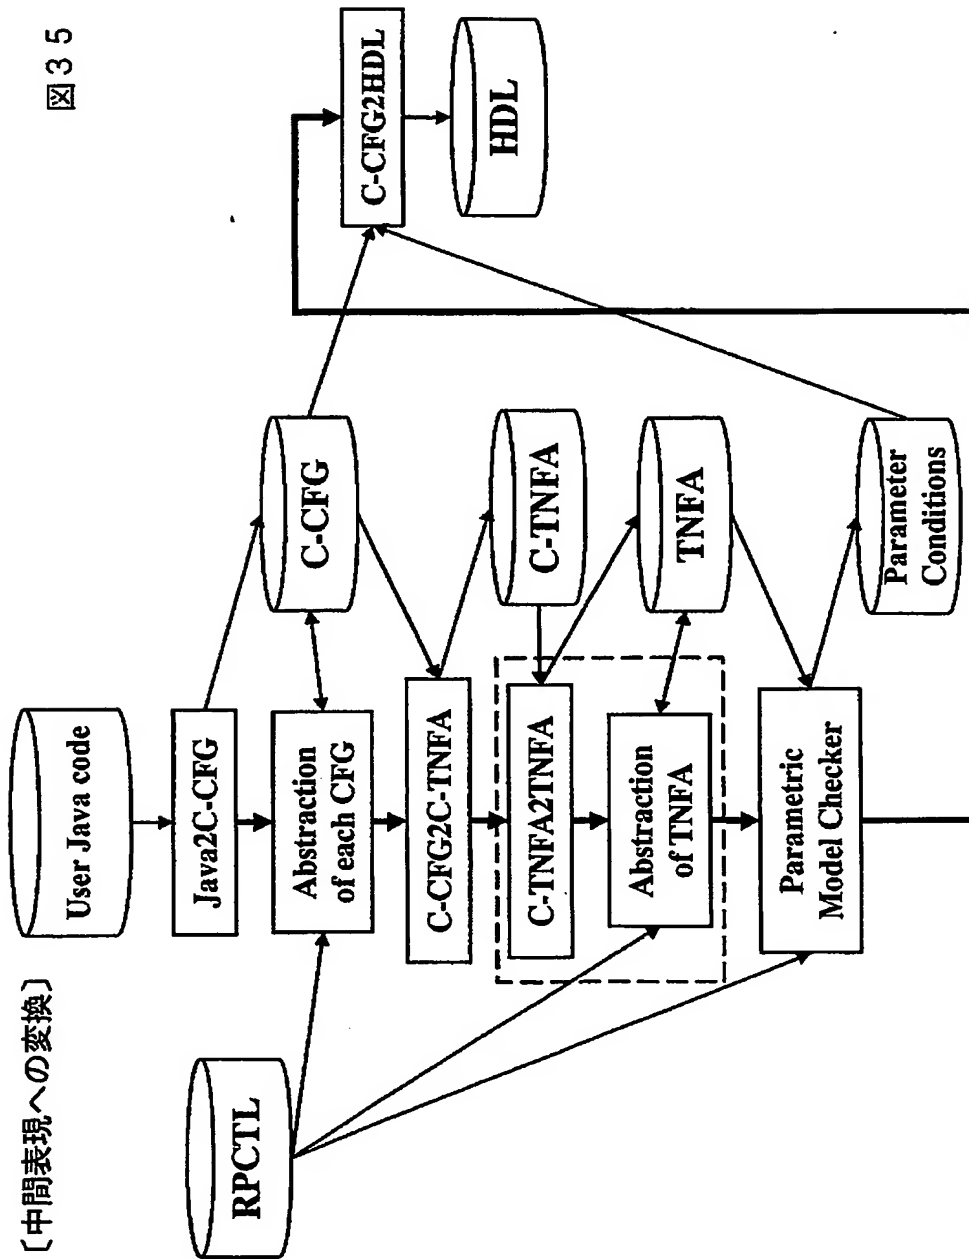 図35
〔中間表現への変換〕
User Java code
Java2C-CFG
Abstraction
of each CFG
C-CFG2C-TNFA
C-TNFA2TNFA
Abstraction
of TNFA
Parametric
Model Checker
RPCTL
C-CFG
C-TNFA
TNFA
Parameter
Conditions
C-CFG2HDL
HDL